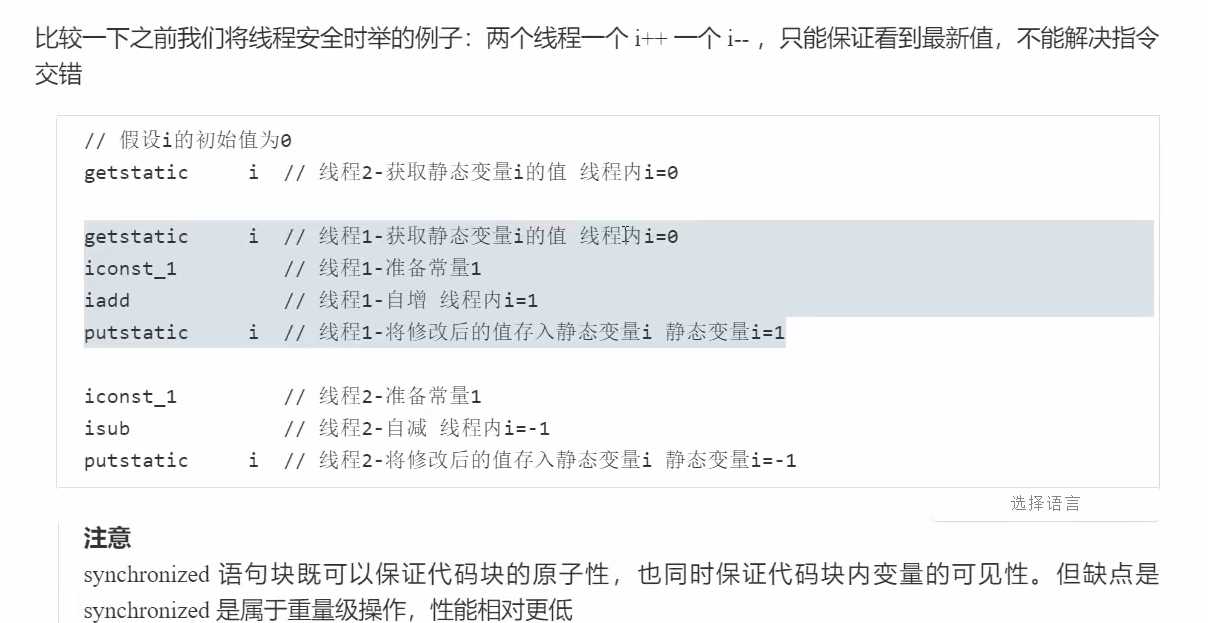 比较一下之前我们将线程安全时举的例子：两个线程一个 i++ 一个 i-- ，只能保证看到最新值，不能解决指令
交错
// 假设i的初始值为0
getstatic     i  // 线程2-获取静态变量i的值 线程内i=0
getstatic     i  // 线程1-获取静态变量i的值 线程内i=0
iconst_1         // 线程1-准备常量1
iadd             // 线程1-自增 线程内i=1
putstatic     i  // 线程1-将修改后的值存入静态变量i 静态变量i=1
iconst_1         // 线程2-准备常量1
isub             // 线程2-自减 线程内i=-1
putstatic     i  // 线程2-将修改后的值存入静态变量i 静态变量i=-1
选择语言
注意
synchronized 语句块既可以保证代码块的原子性，也同时保证代码块内变量的可见性。但缺点是
synchronized 是属于重量级操作，性能相对更低